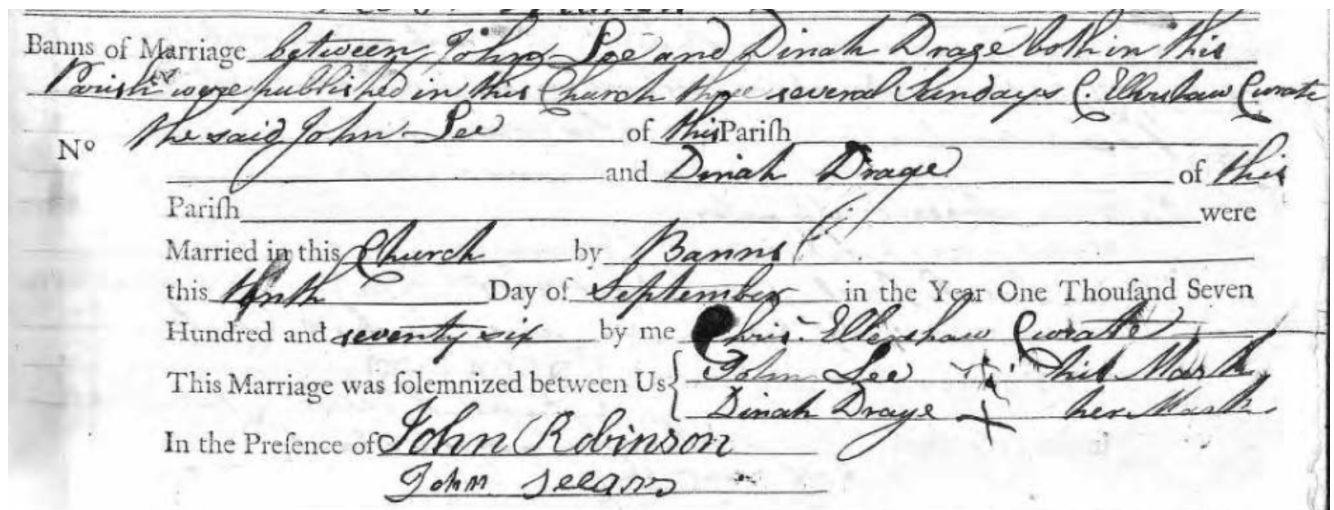 Banns of Marriage between John Lee and Dinah Drage both in this
Parish were published in this Church three several Sundays C. Ellershaw Curate
No the said John Lee of this Pariſh
and Dinah Drage of this
Pariſh were
Married in this Church by Banns
this tenth Day of September in the Year One Thouſand Seven
Hundred and seventy six by me Chris. Ellershaw Curate
This Marriage was ſolemnized between Us { John Lee X his Mark
Dinah Drage X her Mark
In the Preſence of John Robinson
John